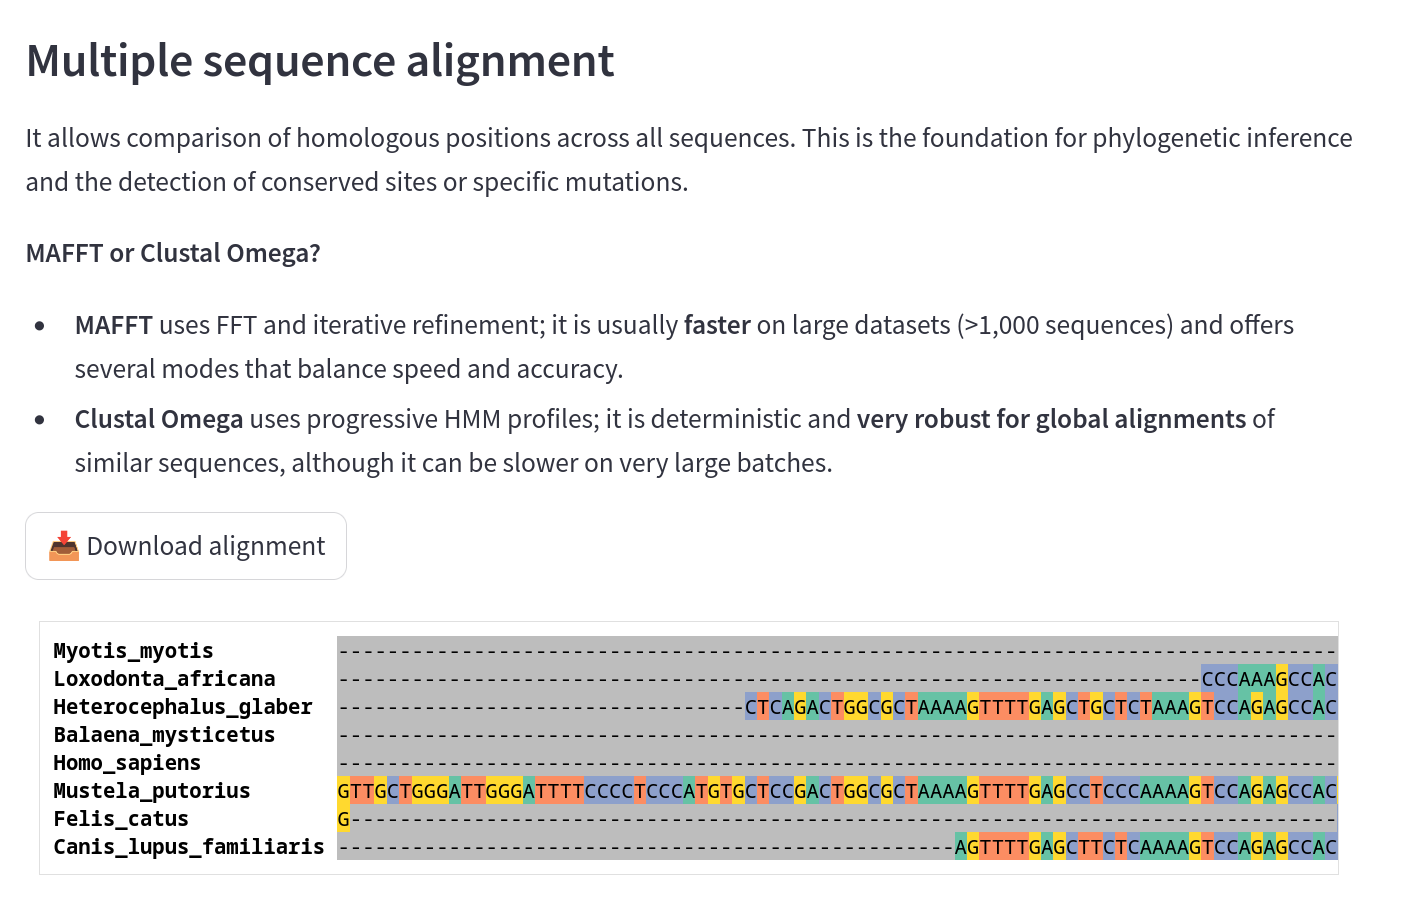 Multiple sequence alignment
It allows comparison of homologous positions across all sequences. This is the foundation for phylogenetic inference
and the detection of conserved sites or specific mutations.
MAFFT or Clustal Omega?
• MAFFT uses FFT and iterative refinement; it is usually faster on large datasets (>1,000 sequences) and offers
several modes that balance speed and accuracy.
• Clustal Omega uses progressive HMM profiles; it is deterministic and very robust for global alignments of
similar sequences, although it can be slower on very large batches.
📥 Download alignment
Myotis_myotis ---------------------------------------------------------------------------------
Loxodonta_africana ----------------------------------------------------------------------CCCAAAGCCAC
Heterocephalus_glaber ---------------------------------CTCAGACTGGCGCTAAAAGTTTTGAGCTGCTCTAAAGTCCAGAGCCAC
Balaena_mysticetus ---------------------------------------------------------------------------------
Homo_sapiens ---------------------------------------------------------------------------------
Mustela_putorius GTTGCTGGGATTGGGATTTTCCCCTCCCATGTGCTCCGACTGGCGCTAAAAGTTTTGAGCCTCCCAAAAGTCCAGAGCCAC
Felis_catus G--------------------------------------------------------------------------------
Canis_lupus_familiaris --------------------------------------------------AGTTTTGAGCTTCTCAAAAGTCCAGAGCCAC